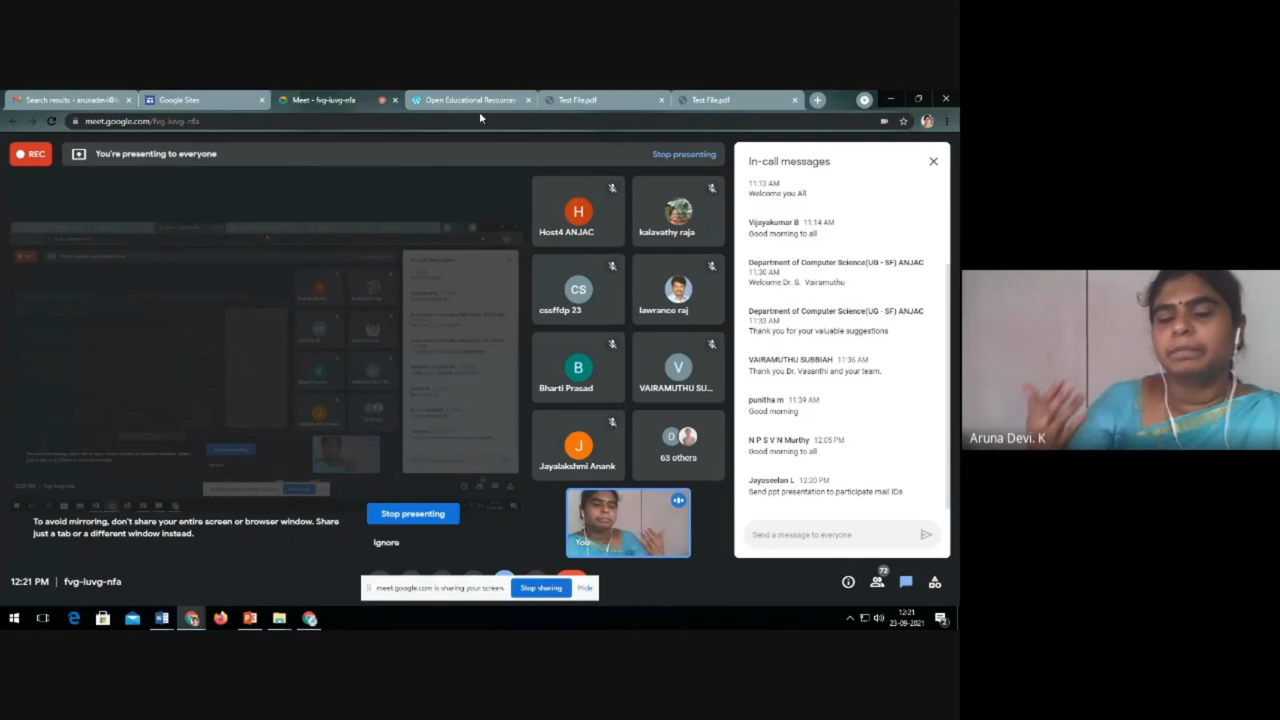 Search results - arunadevi@
Google Sites
Meet - fvg-iuvg-nfa
Open Educational Resources
Test File.pdf
Test File.pdf
meet.google.com/fvg-iuvg-nfa
REC
You're presenting to everyone
Stop presenting
Host4 ANJAC
kalavathy raja
cssffdp 23
lawrance raj
Bharti Prasad
VAIRAMUTHU SU...
Jayalakshmi Anank
63 others
You
H
CS
B
V
J
D
In-call messages
11:13 AM
Welcome you All
Vijayakumar B 11:14 AM
Good morning to all
Department of Computer Science(UG - SF) ANJAC
11:30 AM
Welcome Dr. S. Vairamuthu
Department of Computer Science(UG - SF) ANJAC
11:33 AM
Thank you for your valuable suggestions
VAIRAMUTHU SUBBIAH 11:36 AM
Thank you Dr. Vasanthi and your team.
punitha m 11:39 AM
Good morning
N P S V N Murthy 12:05 PM
Good morning to all
Jayaseelan L 12:20 PM
Send ppt presentation to participate mail IDs
Send a message to everyone
To avoid mirroring, don't share your entire screen or browser window. Share
just a tab or a different window instead.
Stop presenting
Ignore
12:21 PM | fvg-iuvg-nfa
meet.google.com is sharing your screen.
Stop sharing
Hide
72
12:21
23-09-2021
2
Aruna Devi. K